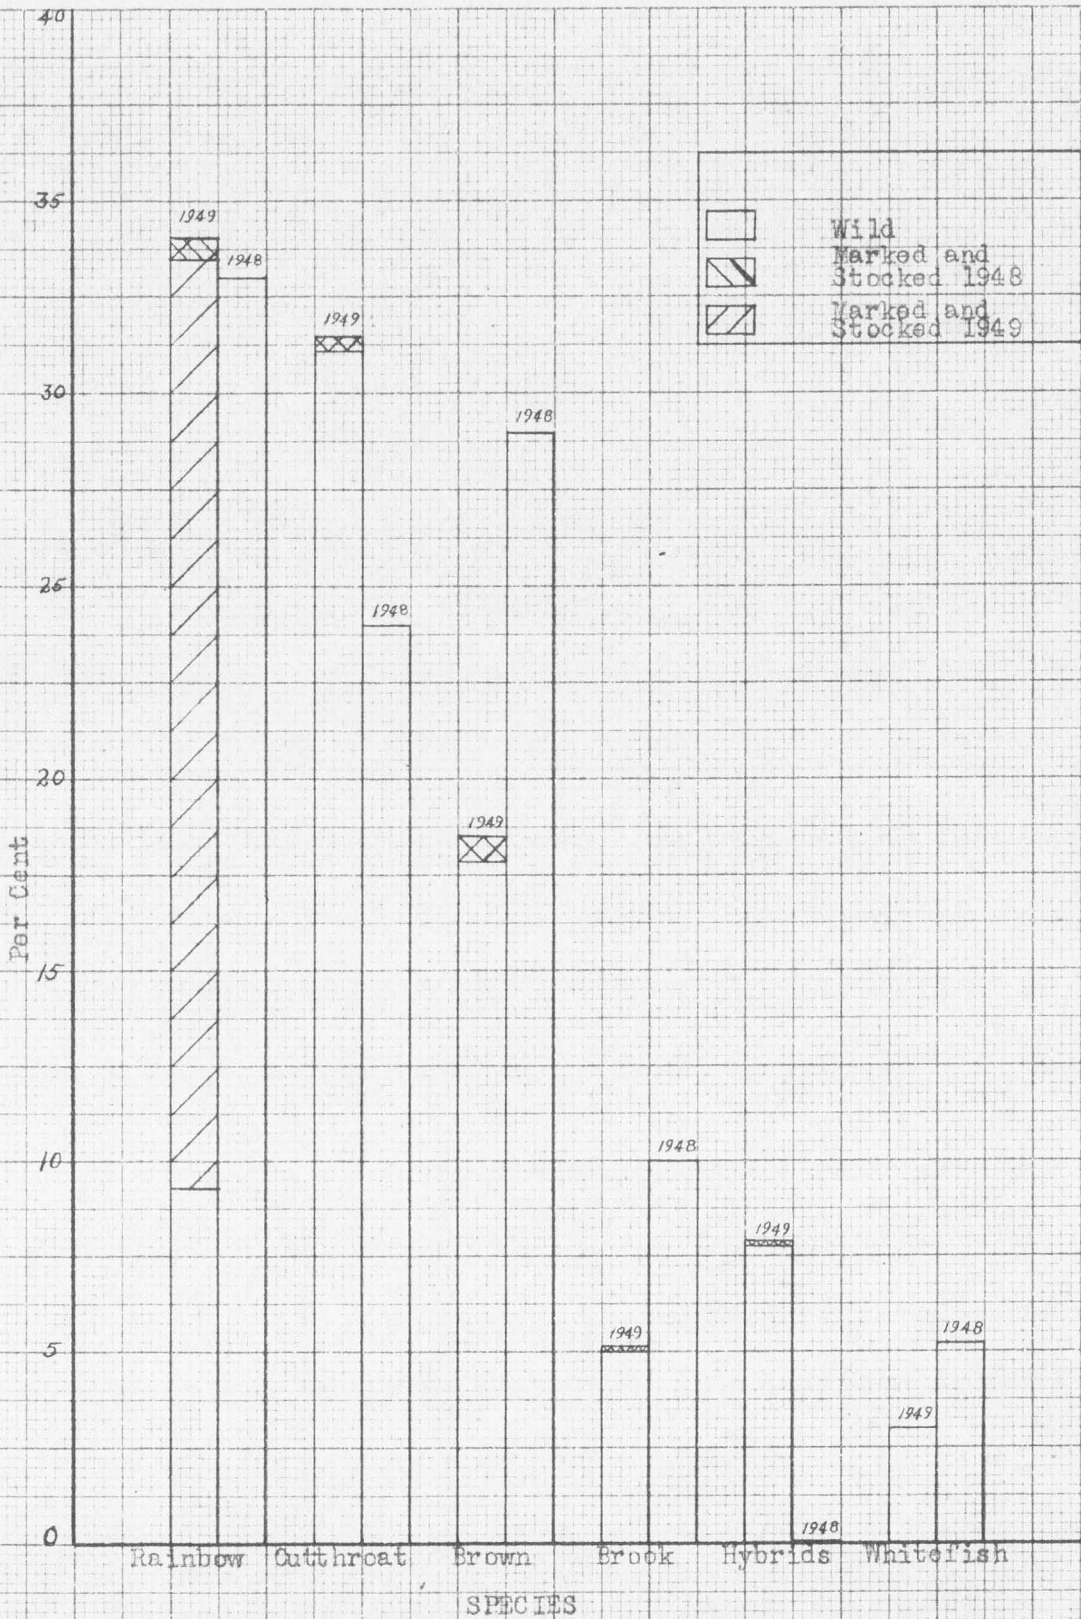 40
35
30
25
20
15
10
5
0
Per Cent
1949
1948
1949
1948
1949
1948
1949
1948
1949
1948
1949
1948
Wild
Marked and
Stocked 1948
Marked and
Stocked 1949
Rainbow Cutthroat Brown Brook Hybrids Whitefish
SPECIES